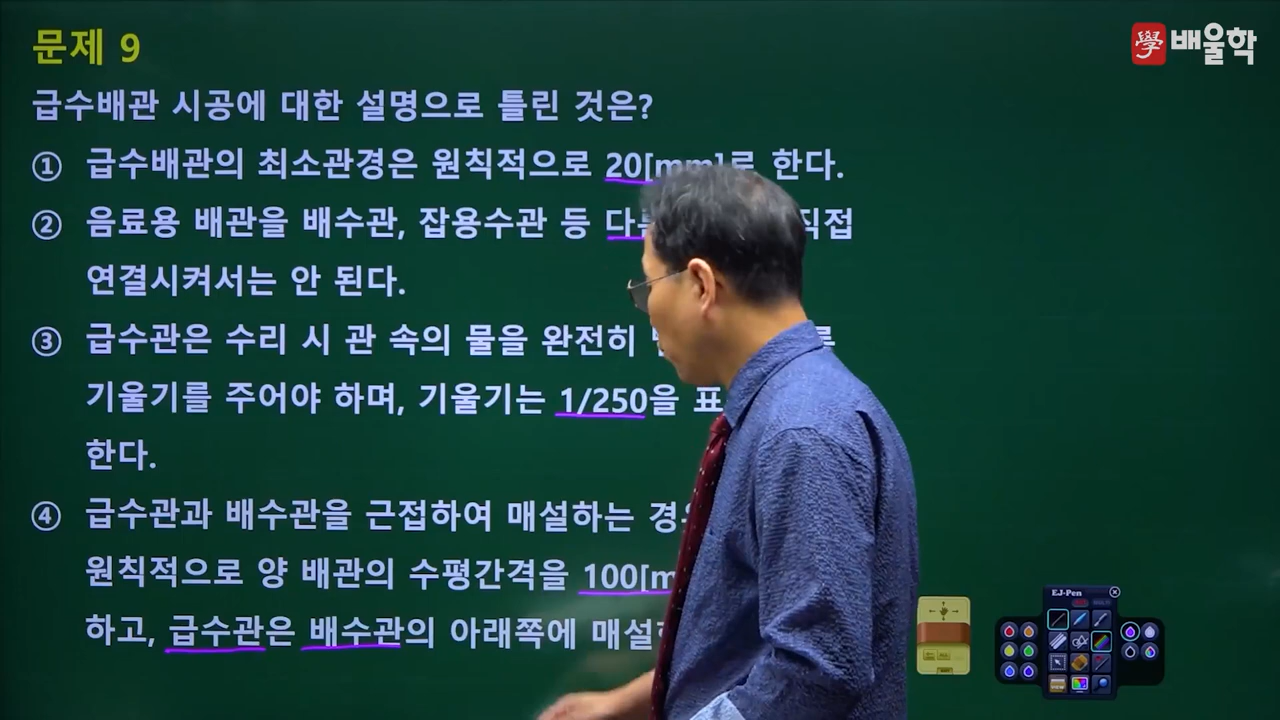 문제 9
學 배울학
급수배관 시공에 대한 설명으로 틀린 것은?
① 급수배관의 최소관경은 원칙적으로 20[mm]로 한다.
② 음료용 배관을 배수관, 잡용수관 등 직접
연결시켜서는 안 된다.
③ 급수관은 수리 시 관 속의 물을 완전히
기울기를 주어야 하며, 기울기는 1/250을
한다.
④ 급수관과 배수관을 근접하여 매설하는
원칙적으로 양 배관의 수평간격을
하고, 급수관은 배수관의 아래쪽에
EJ-Pen